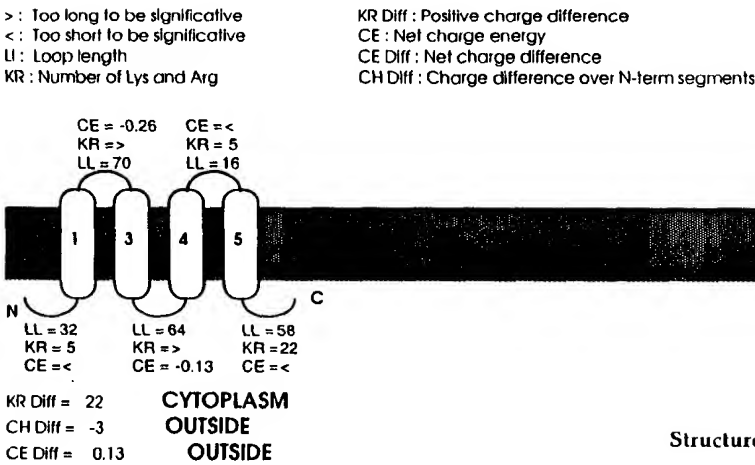 > : Too long to be significative
< : Too short to be significative
Ll : Loop length
KR : Number of Lys and Arg
KR Diff : Positive charge difference
CE : Net charge energy
CE Diff : Net charge difference
CH Diff : Charge difference over N-term segments
CE = -0.26 CE = <
KR => KR = 5
LL = 70 LL = 16
1 3 4 5
N C
LL = 32 LL = 64 LL = 58
KR = 5 KR => KR = 22
CE = < CE = -0.13 CE = <
KR Diff = 22 CYTOPLASM
CH Diff = -3 OUTSIDE
CE Diff = 0.13 OUTSIDE
Structure